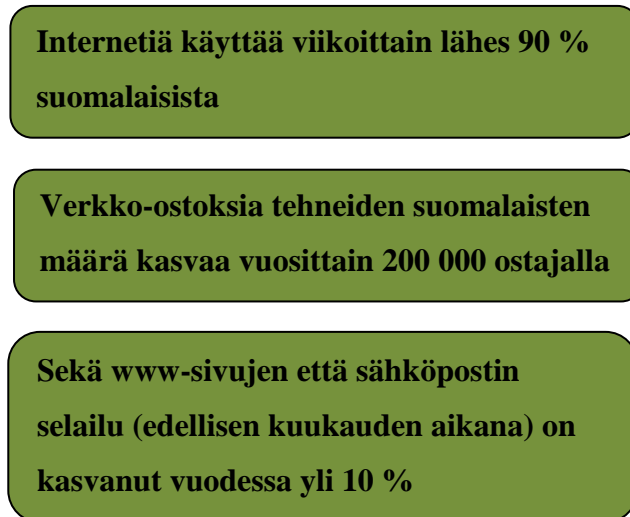 Internetiä käyttää viikoittain lähes 90 %
suomalaisista
Verkko-ostoksia tehneiden suomalaisten
määrä kasvaa vuosittain 200 000 ostajalla
Sekä www-sivujen että sähköpostin
selailu (edellisen kuukauden aikana) on
kasvanut vuodessa yli 10 %